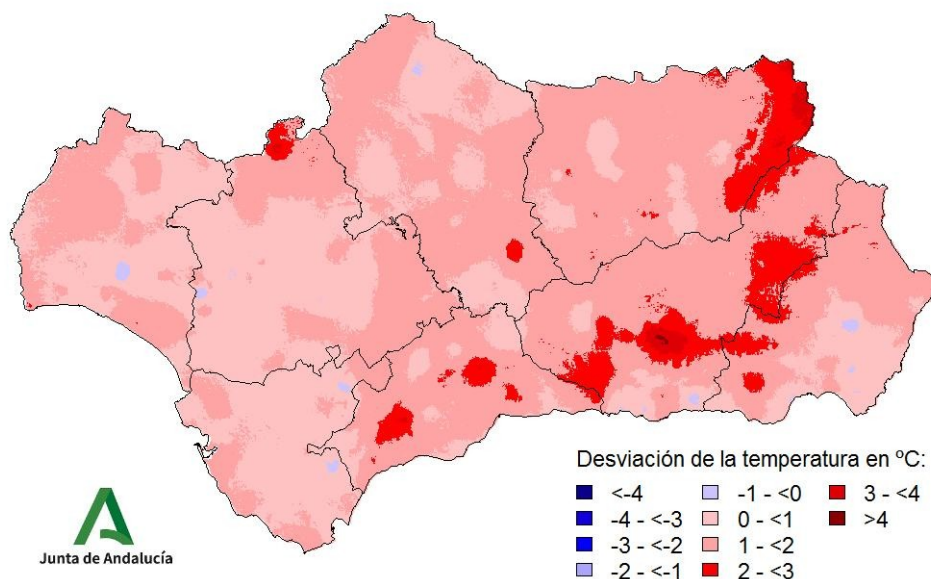 Desviación de la temperatura en ºC:
<-4
-4 - <-3
-3 - <-2
-2 - <-1
-1 - <0
0 - <1
1 - <2
2 - <3
3 - <4
>4
Junta de Andalucía